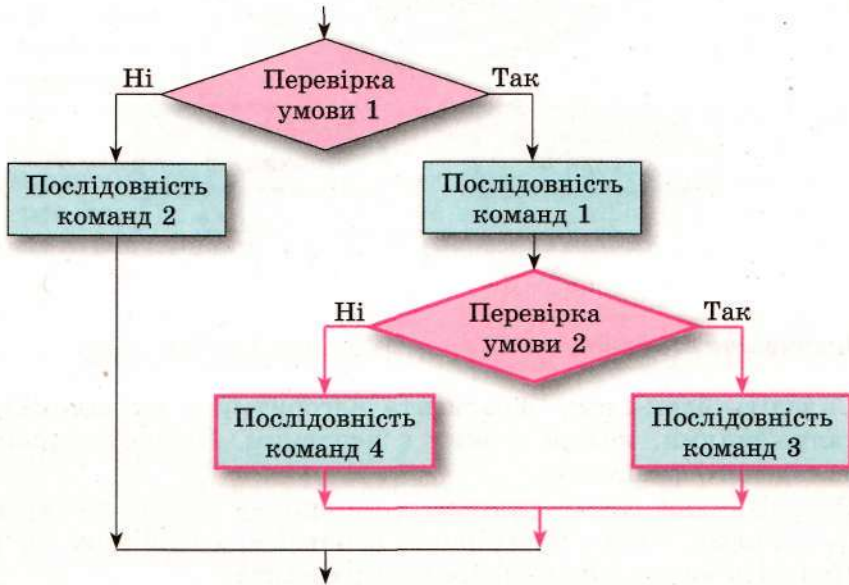 Перевірка
умови 1
Ні
Так
Послідовність
команд 2
Послідовність
команд 1
Перевірка
умови 2
Ні
Так
Послідовність
команд 4
Послідовність
команд 3